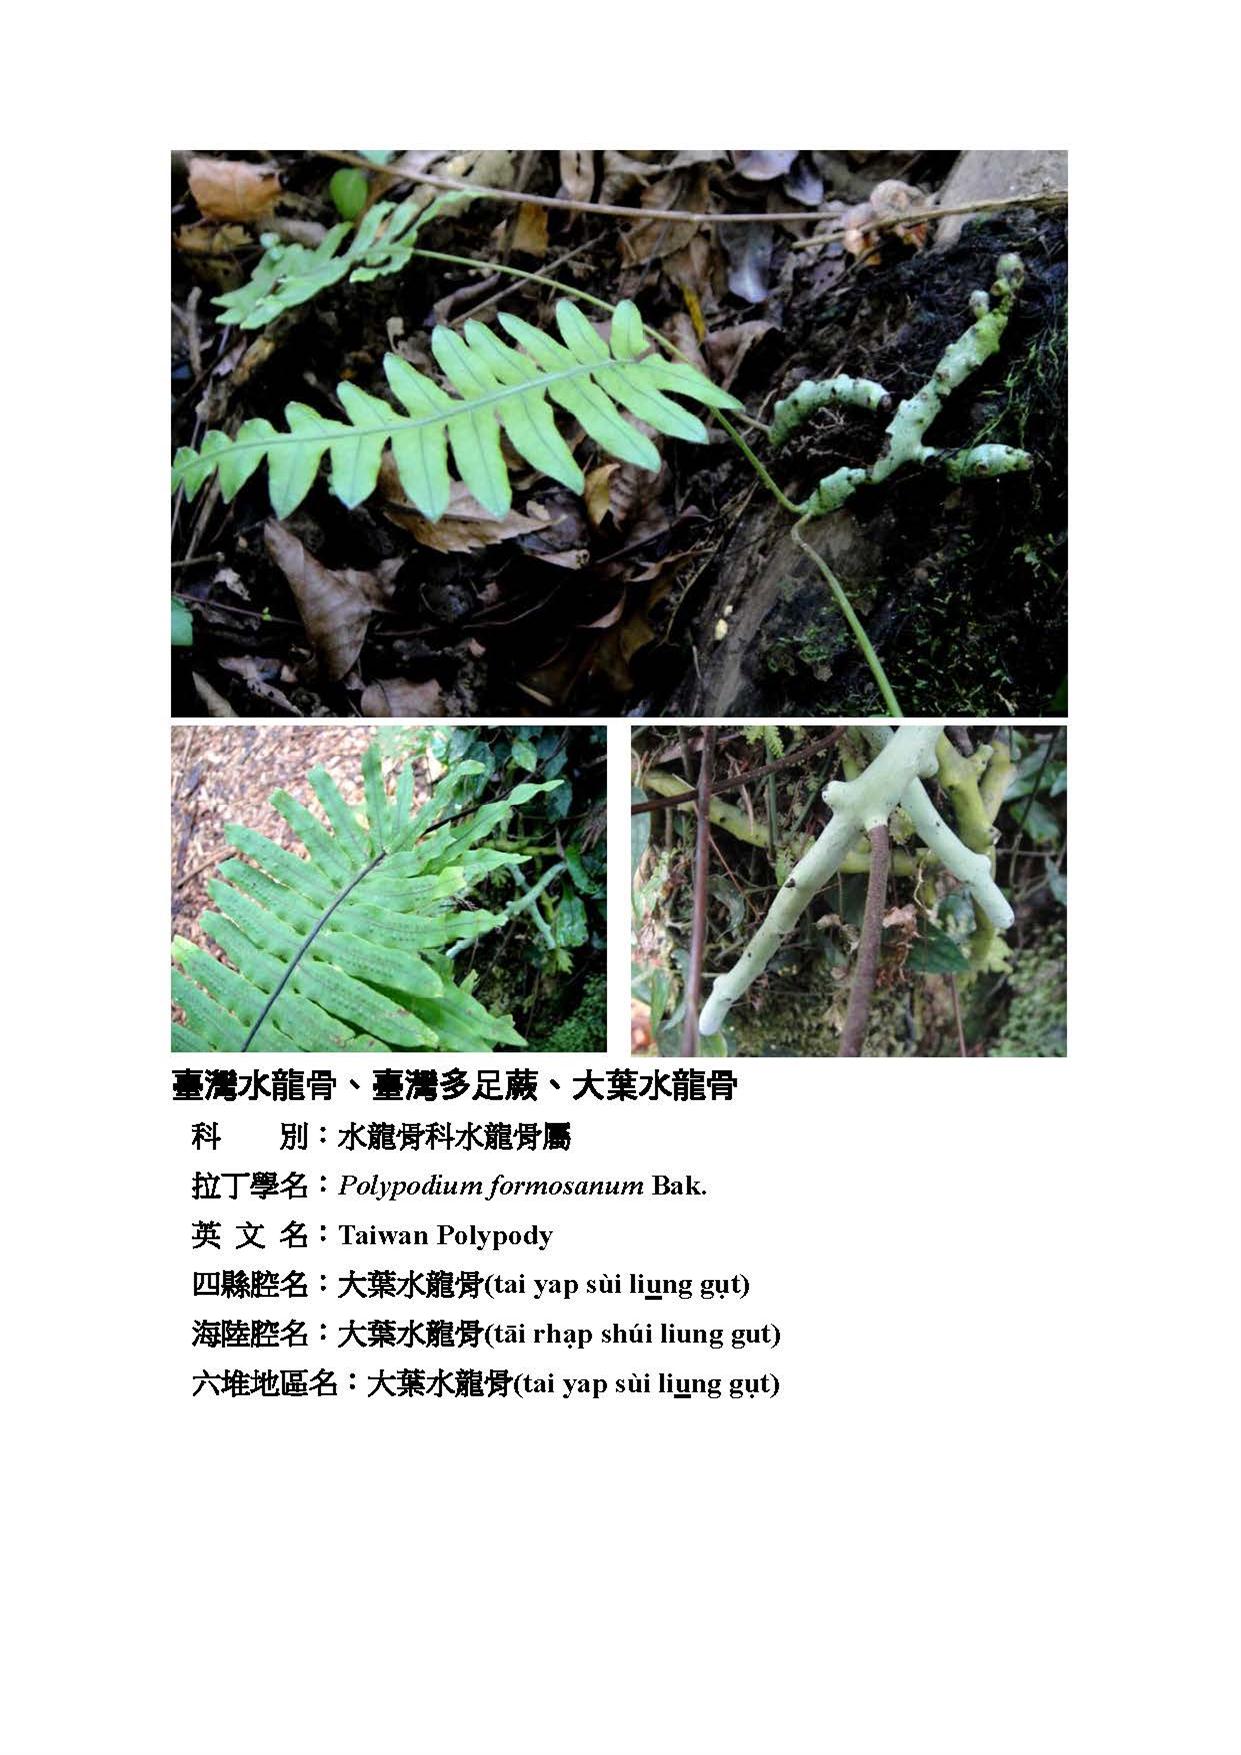 臺灣水龍骨、臺灣多足蕨、大葉水龍骨
科　　別：水龍骨科水龍骨屬
拉丁學名：Polypodium formosanum Bak.
英 文 名：Taiwan Polypody
四縣腔名：大葉水龍骨(tai yap sùi liu̲ng gụt)
海陸腔名：大葉水龍骨(tāi rhạp shúi liung gut)
六堆地區名：大葉水龍骨(tai yap sùi liu̲ng gụt)